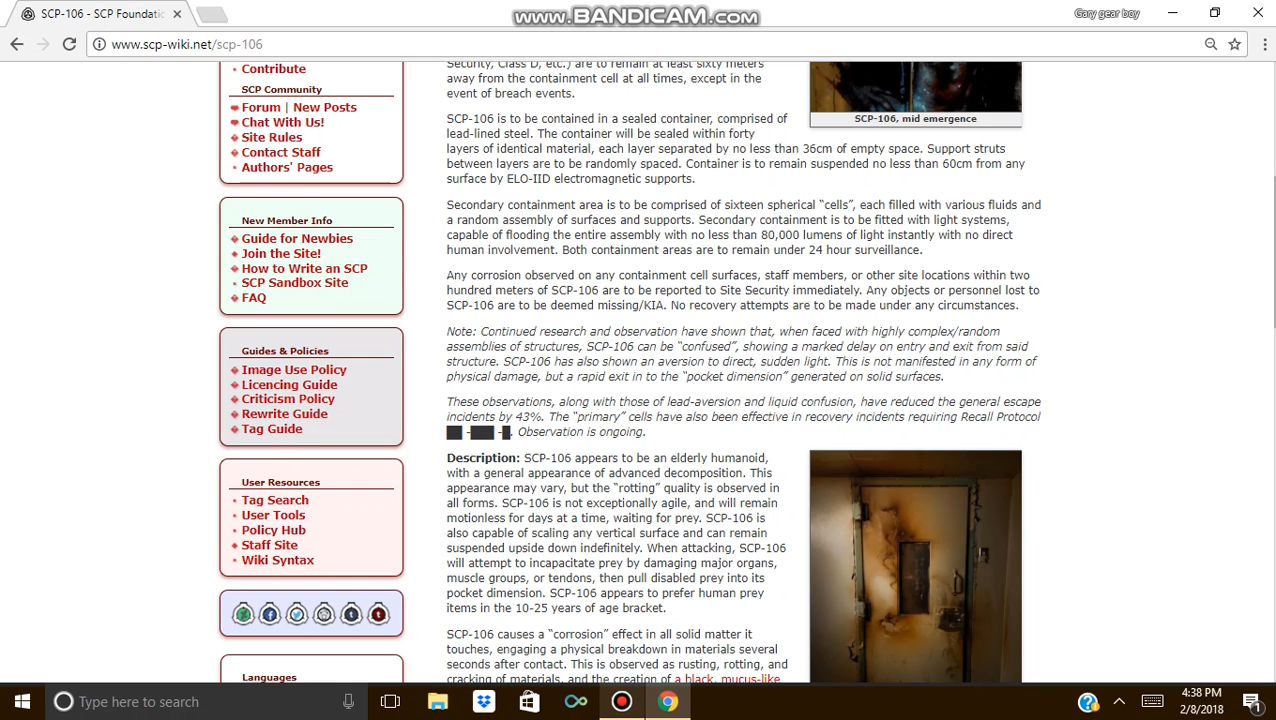 SCP-106 - SCP Foundatic
www.BANDICAM.com
Gary gear boy
www.scp-wiki.net/scp-106
Contribute
SCP Community
Forum | New Posts
Chat With Us!
Site Rules
Contact Staff
Authors' Pages
New Member Info
Guide for Newbies
Join the Site!
How to Write an SCP
SCP Sandbox Site
FAQ
Guides & Policies
Image Use Policy
Licencing Guide
Criticism Policy
Rewrite Guide
Tag Guide
User Resources
Tag Search
User Tools
Policy Hub
Staff Site
Wiki Syntax
Languages
Security, Class D, etc.) are to remain at least sixty meters
away from the containment cell at all times, except in the
event of breach events.
SCP-106, mid emergence
SCP-106 is to be contained in a sealed container, comprised of
lead-lined steel. The container will be sealed within forty
layers of identical material, each layer separated by no less than 36cm of empty space. Support struts
between layers are to be randomly spaced. Container is to remain suspended no less than 60cm from any
surface by ELO-IID electromagnetic supports.
Secondary containment area is to be comprised of sixteen spherical “cells”, each filled with various fluids and
a random assembly of surfaces and supports. Secondary containment is to be fitted with light systems,
capable of flooding the entire assembly with no less than 80,000 lumens of light instantly with no direct
human involvement. Both containment areas are to remain under 24 hour surveillance.
Any corrosion observed on any containment cell surfaces, staff members, or other site locations within two
hundred meters of SCP-106 are to be reported to Site Security immediately. Any objects or personnel lost to
SCP-106 are to be deemed missing/KIA. No recovery attempts are to be made under any circumstances.
Note: Continued research and observation have shown that, when faced with highly complex/random
assemblies of structures, SCP-106 can be “confused”, showing a marked delay on entry and exit from said
structure. SCP-106 has also shown an aversion to direct, sudden light. This is not manifested in any form of
physical damage, but a rapid exit in to the “pocket dimension” generated on solid surfaces.
These observations, along with those of lead-aversion and liquid confusion, have reduced the general escape
incidents by 43%. The “primary” cells have also been effective in recovery incidents requiring Recall Protocol
██ -███ -█. Observation is ongoing.
Description: SCP-106 appears to be an elderly humanoid,
with a general appearance of advanced decomposition. This
appearance may vary, but the “rotting” quality is observed in
all forms. SCP-106 is not exceptionally agile, and will remain
motionless for days at a time, waiting for prey. SCP-106 is
also capable of scaling any vertical surface and can remain
suspended upside down indefinitely. When attacking, SCP-106
will attempt to incapacitate prey by damaging major organs,
muscle groups, or tendons, then pull disabled prey into its
pocket dimension. SCP-106 appears to prefer human prey
items in the 10-25 years of age bracket.
SCP-106 causes a “corrosion” effect in all solid matter it
touches, engaging a physical breakdown in materials several
seconds after contact. This is observed as rusting, rotting, and
cracking of materials, and the creation of a black, mucus-like
Type here to search
4:38 PM
2/8/2018
1